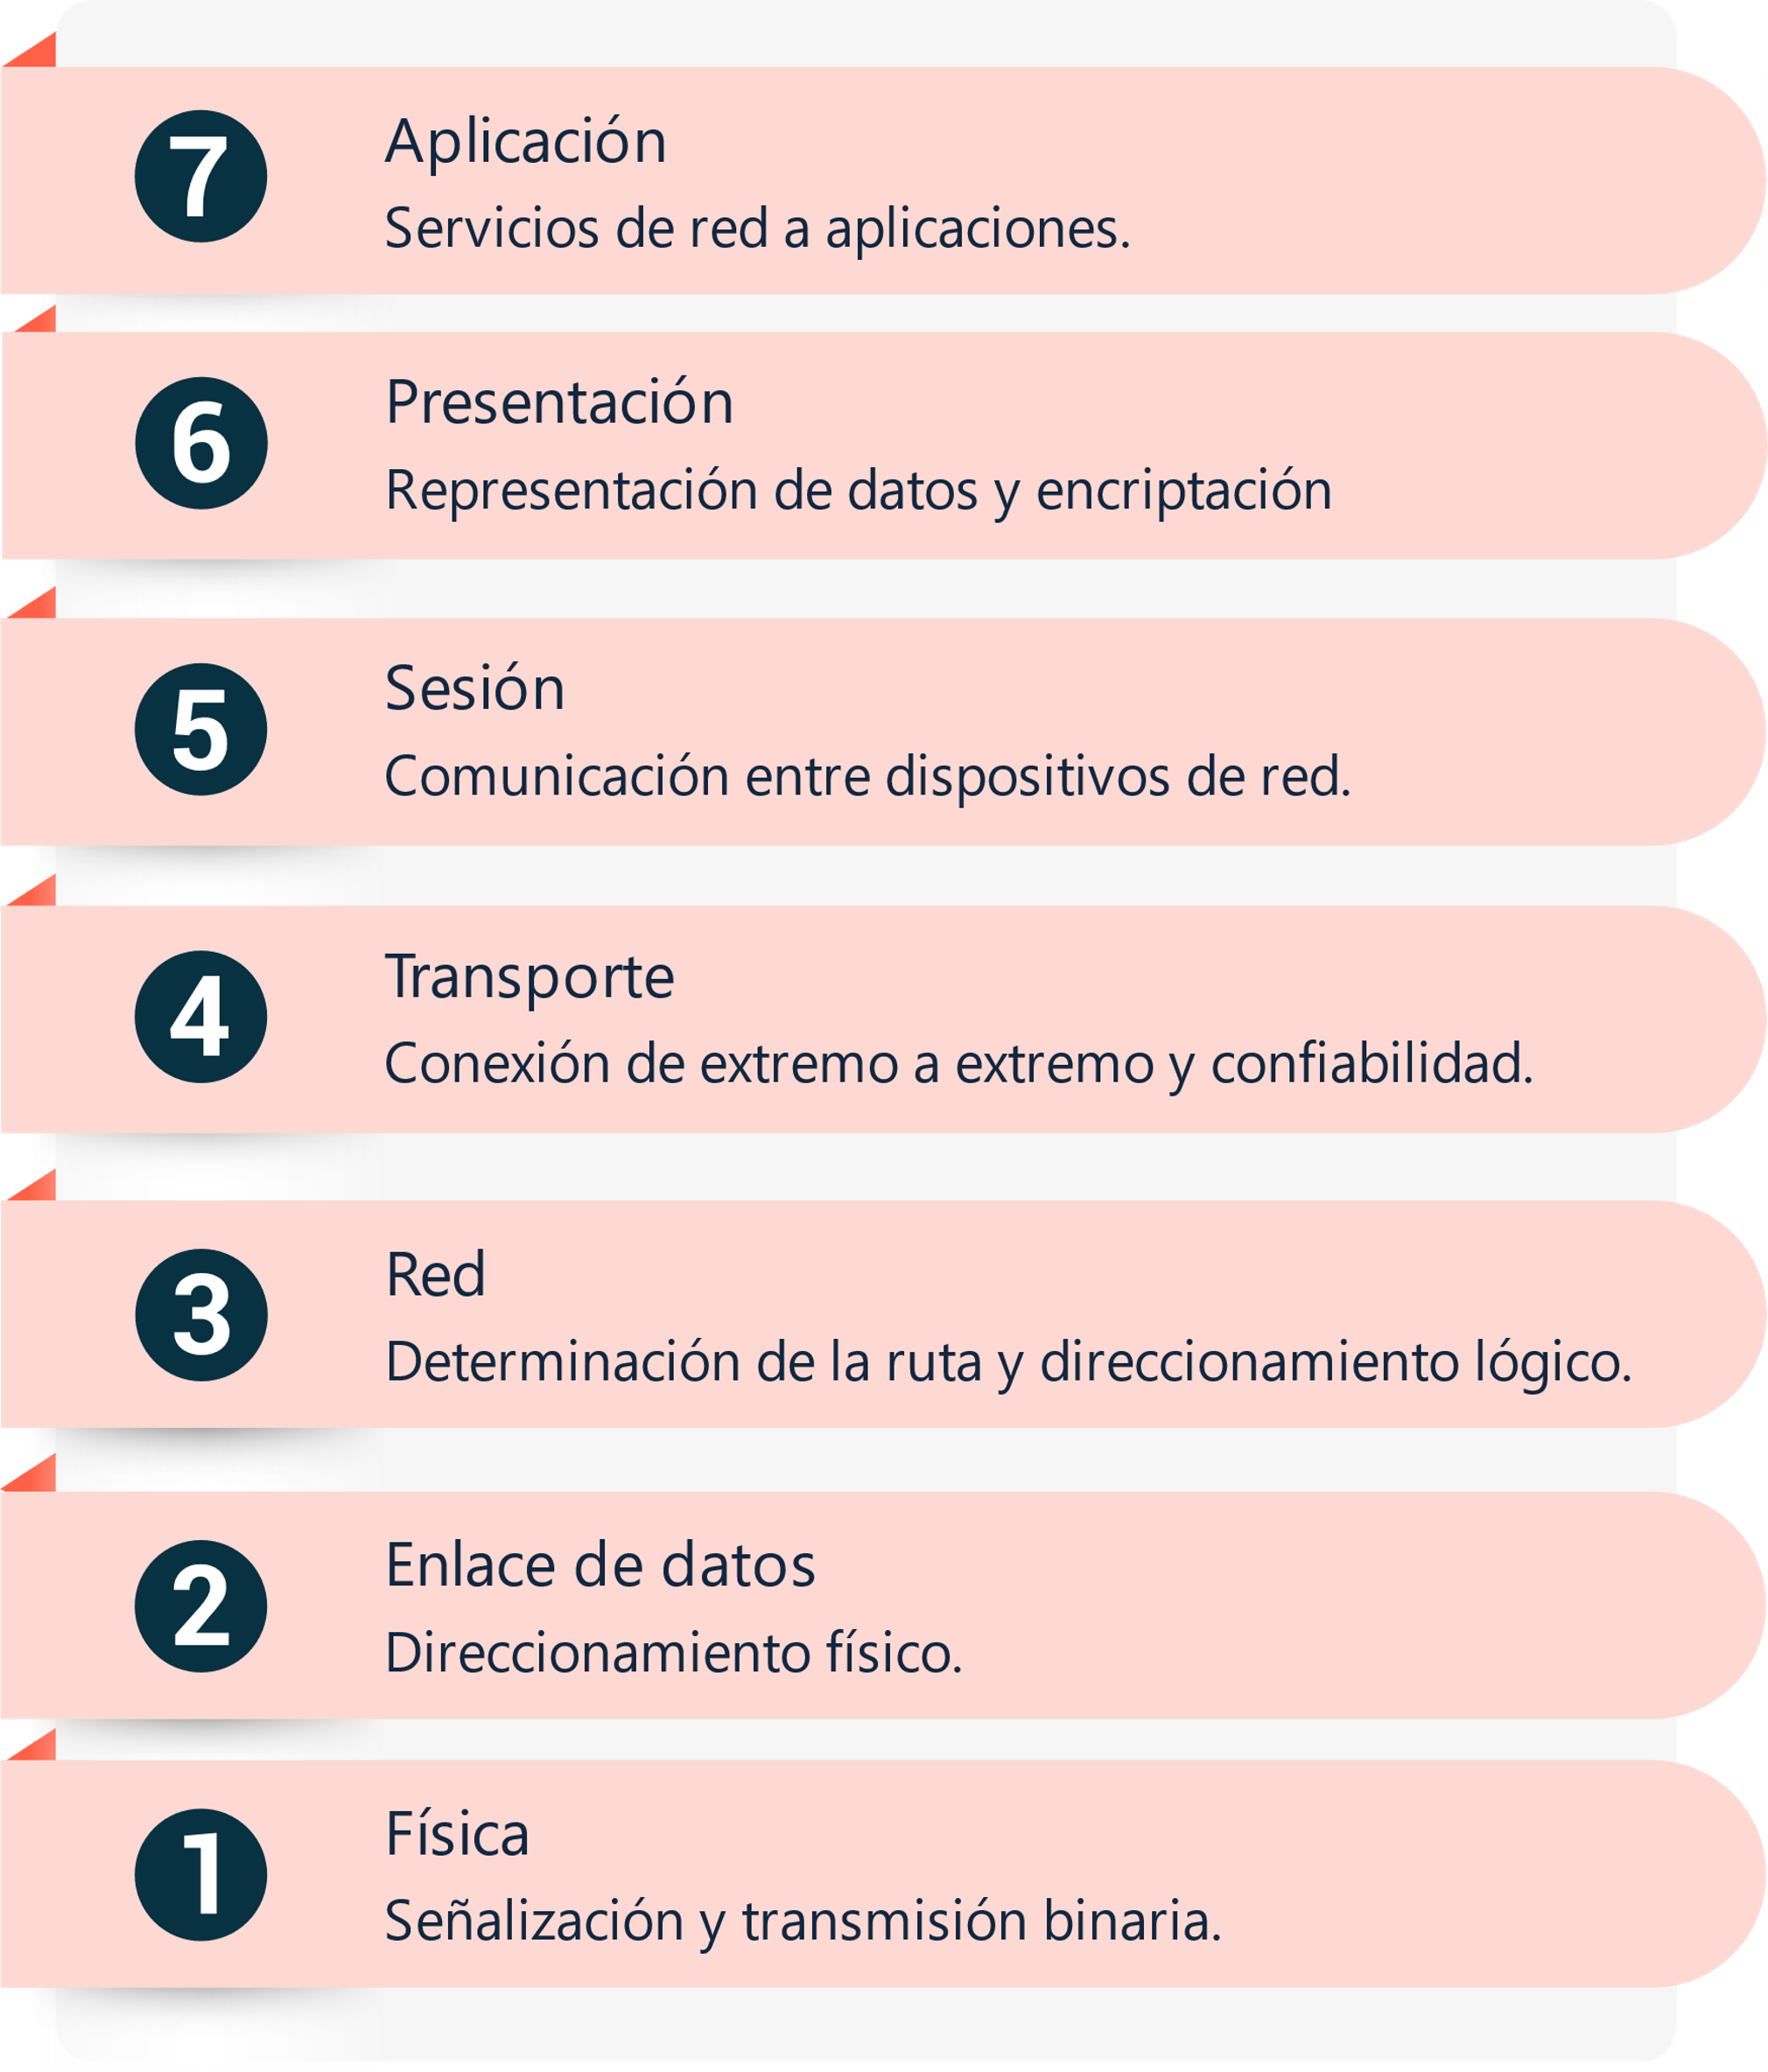 7
Aplicación
Servicios de red a aplicaciones.
6
Presentación
Representación de datos y encriptación
5
Sesión
Comunicación entre dispositivos de red.
4
Transporte
Conexión de extremo a extremo y confiabilidad.
3
Red
Determinación de la ruta y direccionamiento lógico.
2
Enlace de datos
Direccionamiento físico.
1
Física
Señalización y transmisión binaria.